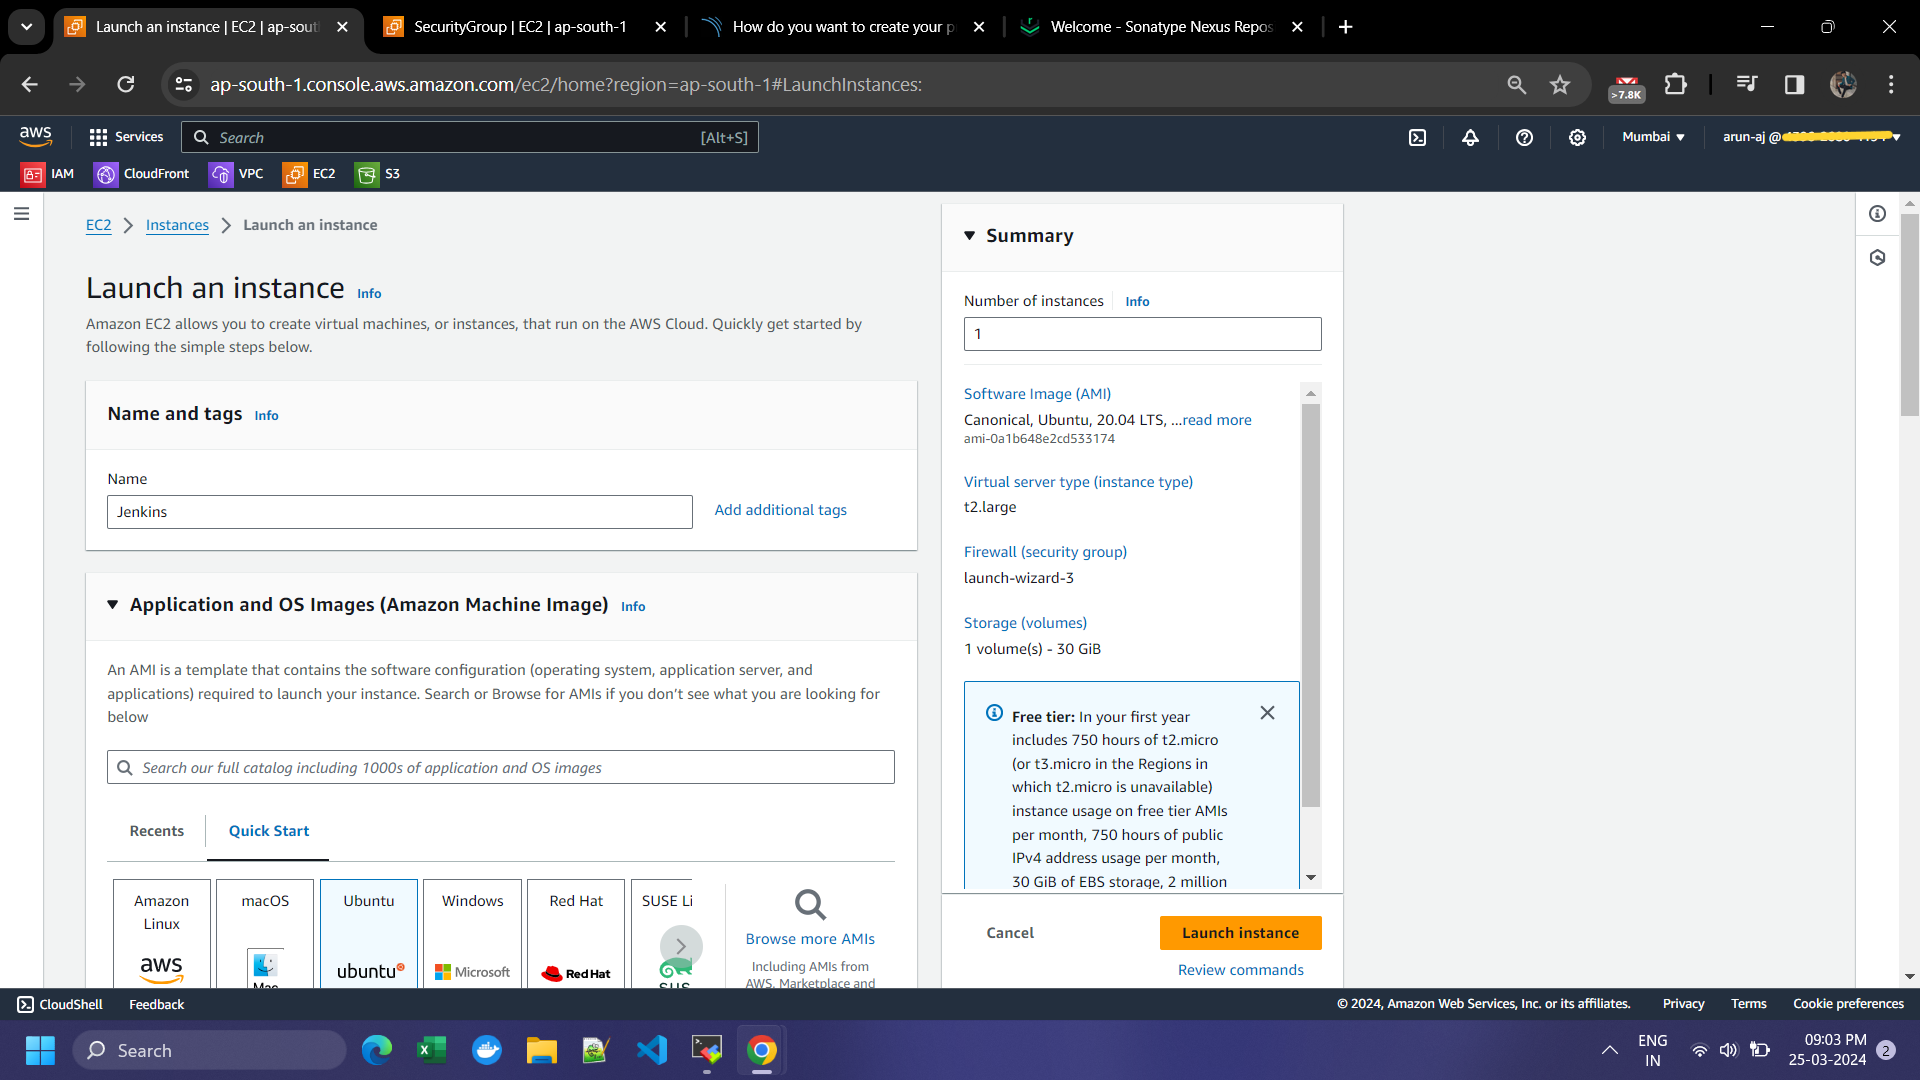 Launch an instance | EC2 | ap-sout
SecurityGroup | EC2 | ap-south-1
How do you want to create your p
Welcome - Sonatype Nexus Repos
ap-south-1.console.aws.amazon.com/ec2/home?region=ap-south-1#LaunchInstances:
>7.8K
aws
Services
Search
[Alt+S]
Mumbai
arun-aj @
IAM
CloudFront
VPC
EC2
S3
EC2
Instances
Launch an instance
Launch an instance
Info
Amazon EC2 allows you to create virtual machines, or instances, that run on the AWS Cloud. Quickly get started by
following the simple steps below.
Name and tags
Info
Name
Jenkins
Add additional tags
Application and OS Images (Amazon Machine Image)
Info
An AMI is a template that contains the software configuration (operating system, application server, and
applications) required to launch your instance. Search or Browse for AMIs if you don’t see what you are looking for
below
Search our full catalog including 1000s of application and OS images
Recents
Quick Start
Amazon
Linux
aws
macOS
Mac
Ubuntu
ubuntu
Windows
Microsoft
Red Hat
Red Hat
SUSE Li
SUS
Browse more AMIs
Including AMIs from
AWS, Marketplace and
Summary
Number of instances
Info
1
Software Image (AMI)
Canonical, Ubuntu, 20.04 LTS, ...read more
ami-0a1b648e2cd533174
Virtual server type (instance type)
t2.large
Firewall (security group)
launch-wizard-3
Storage (volumes)
1 volume(s) - 30 GiB
Free tier: In your first year
includes 750 hours of t2.micro
(or t3.micro in the Regions in
which t2.micro is unavailable)
instance usage on free tier AMIs
per month, 750 hours of public
IPv4 address usage per month,
30 GiB of EBS storage, 2 million
Cancel
Launch instance
Review commands
CloudShell
Feedback
© 2024, Amazon Web Services, Inc. or its affiliates.
Privacy
Terms
Cookie preferences
Search
ENG
IN
09:03 PM
25-03-2024
2